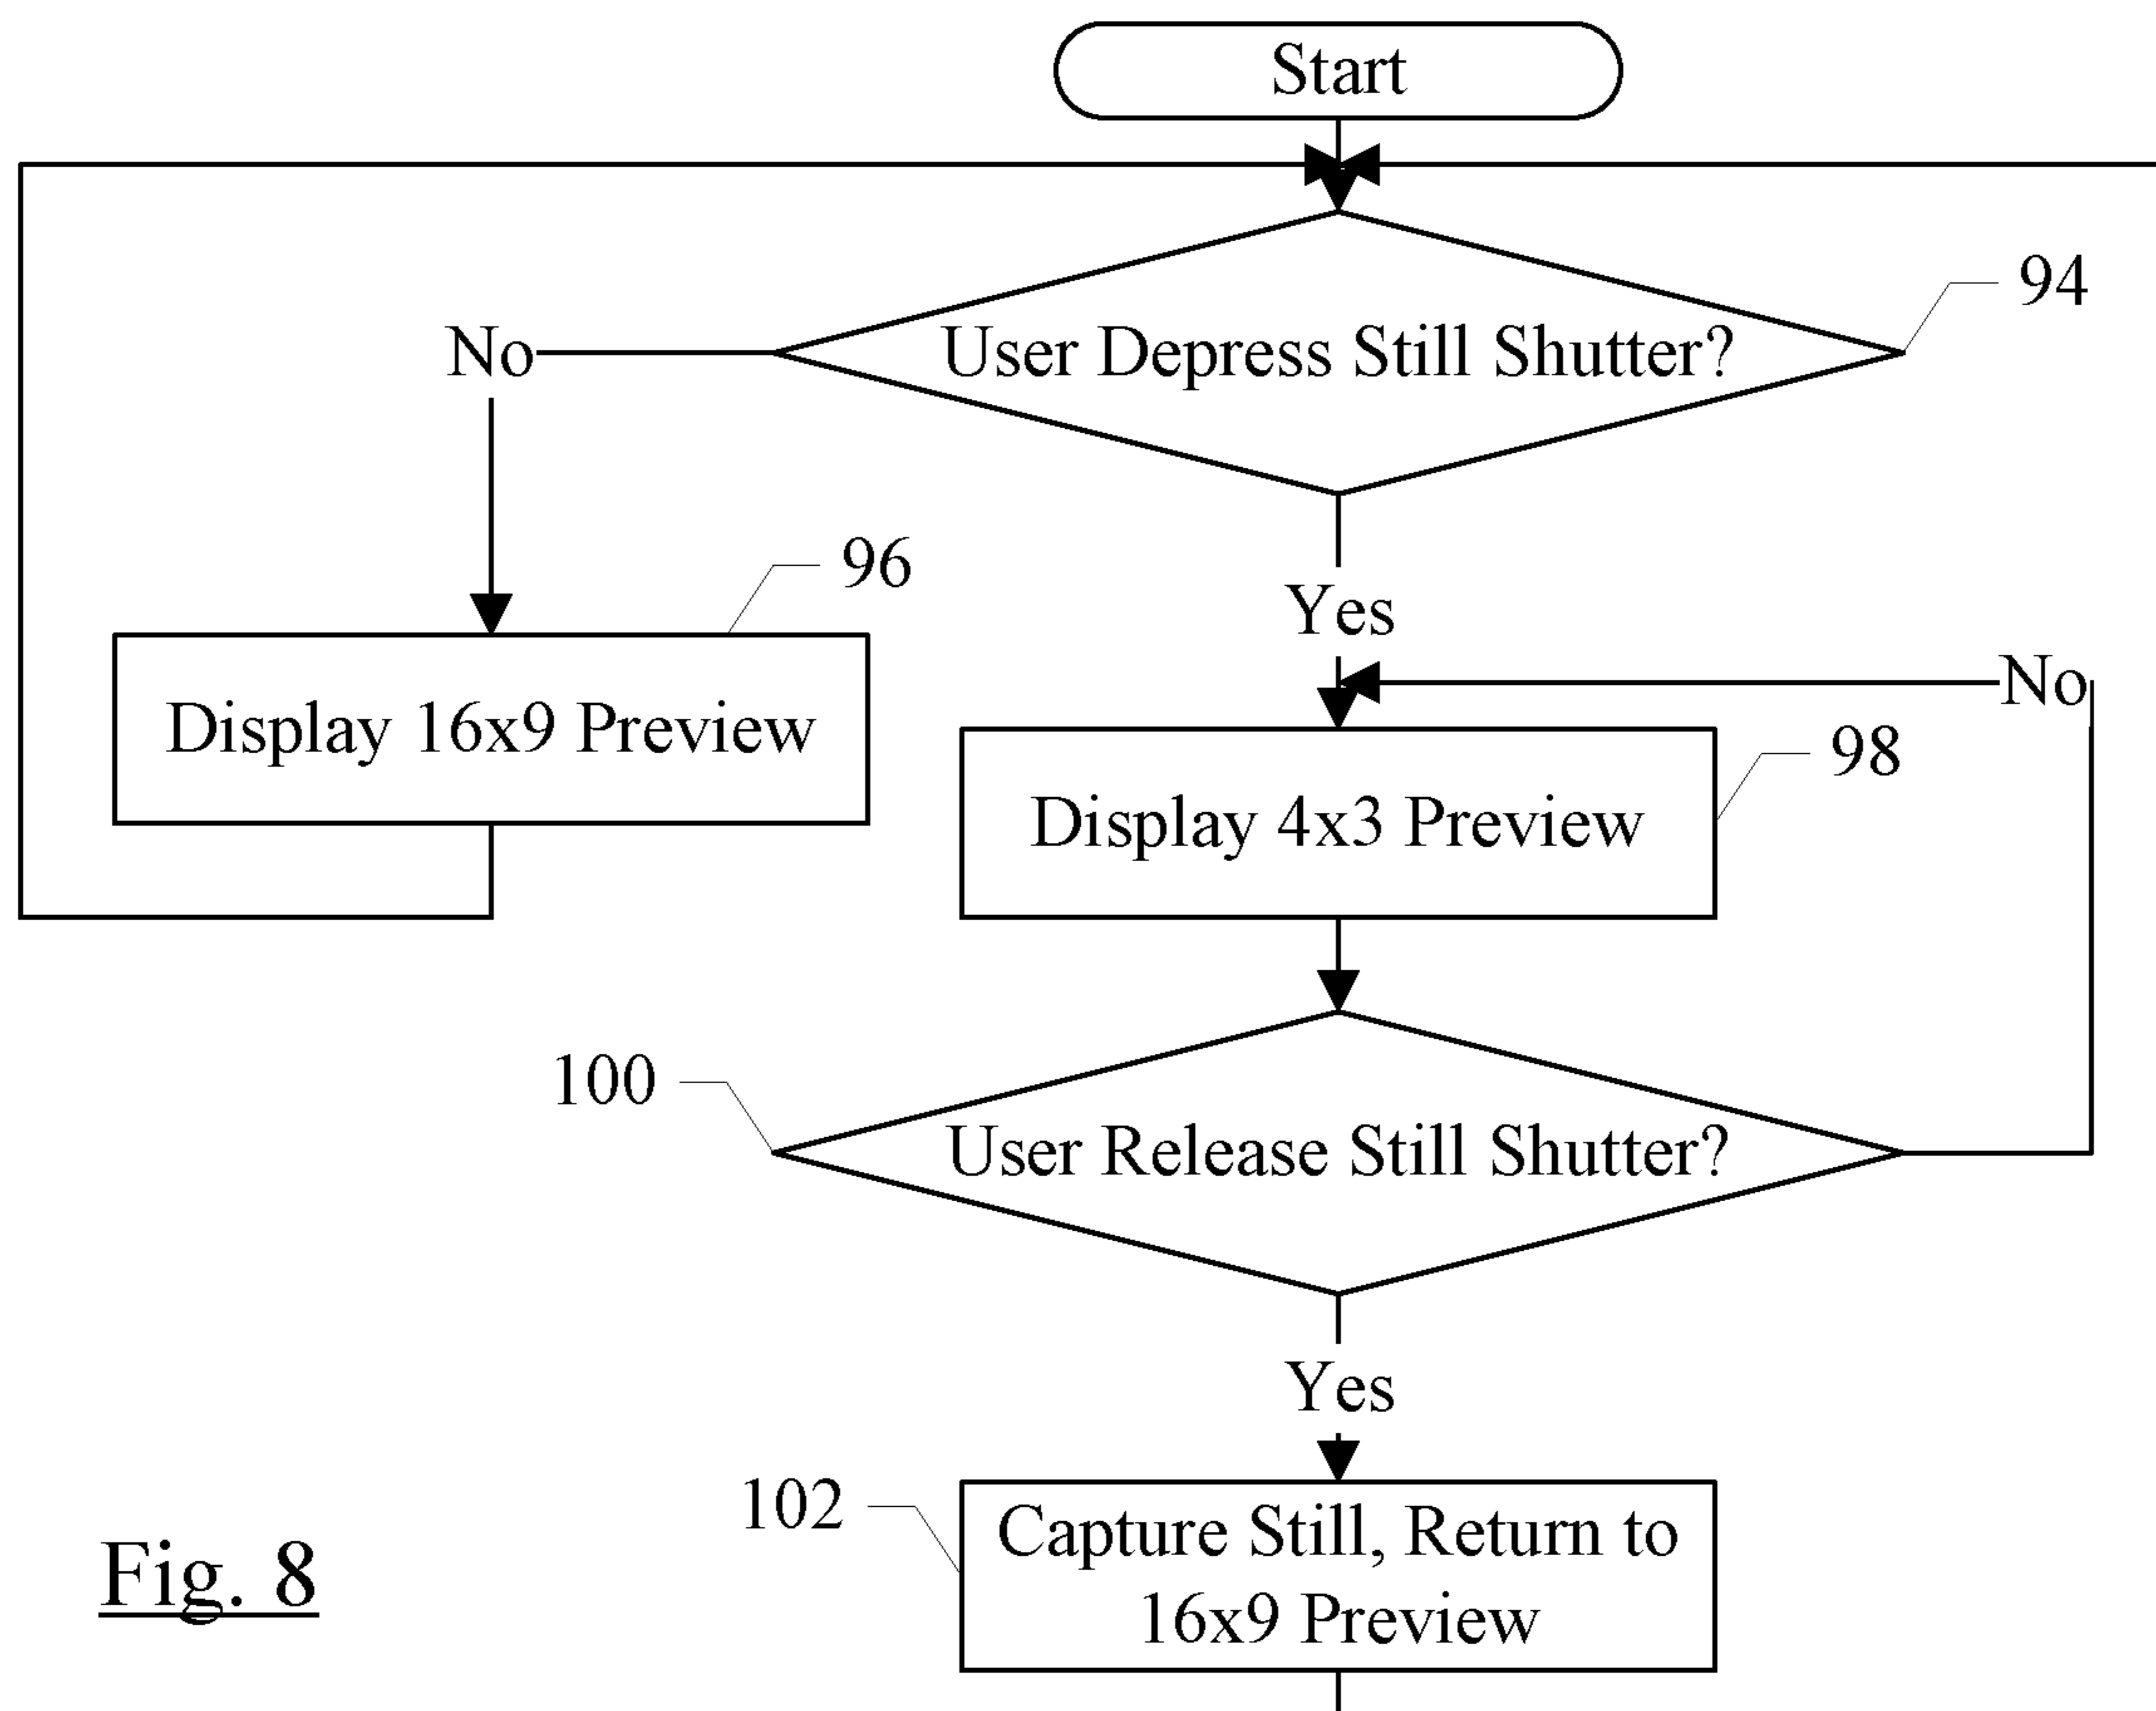 Start
94
User Depress Still Shutter?
No
Yes
96
Display 16x9 Preview
No
98
Display 4x3 Preview
100
User Release Still Shutter?
Yes
102
Capture Still, Return to
16x9 Preview
Fig. 8